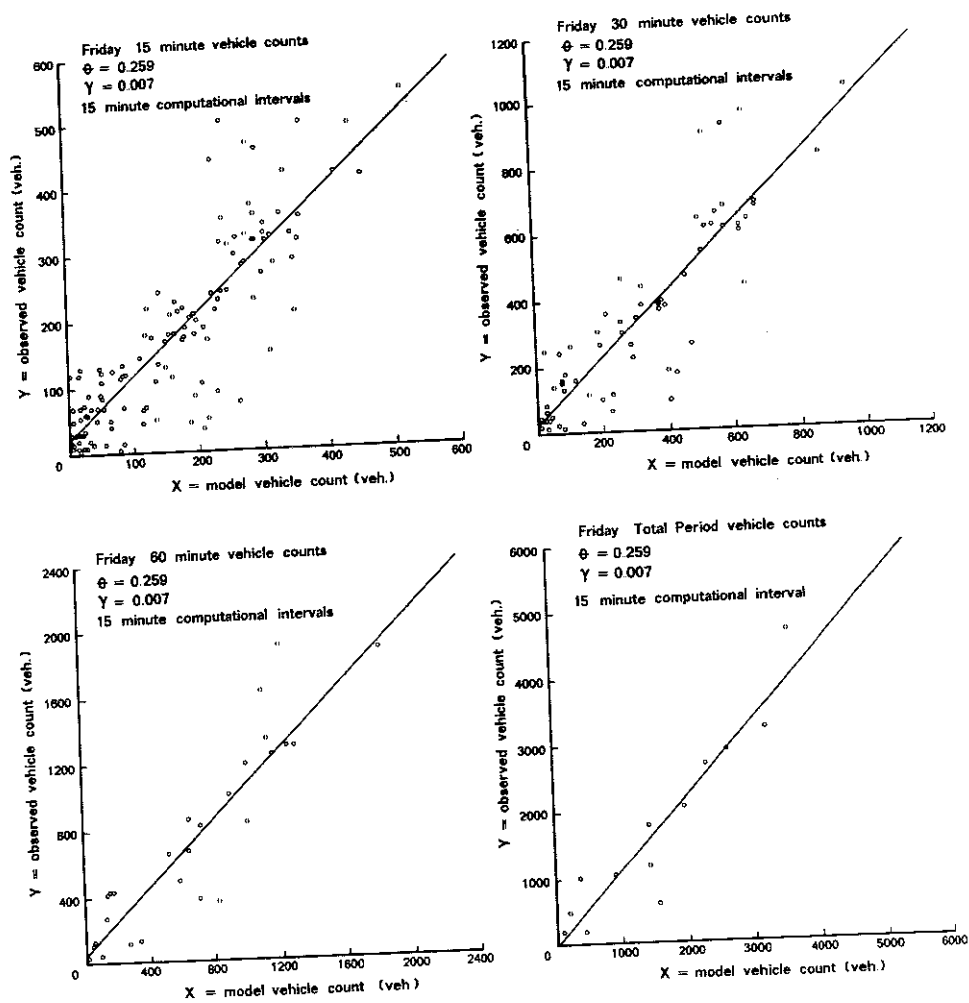 Friday 15 minute vehicle counts
θ = 0.259
γ = 0.007
15 minute computational intervals
600
500
400
300
200
100
0
100
200
300
400
500
600
Y = observed vehicle count (veh.)
X = model vehicle count (veh.)
Friday 30 minute vehicle counts
θ = 0.259
γ = 0.007
15 minute computational intervals
1200
1000
800
600
400
200
0
200
400
600
800
1000
1200
Y = observed vehicle count (veh.)
X = model vehicle count (veh.)
Friday 60 minute vehicle counts
θ = 0.259
γ = 0.007
15 minute computational intervals
2400
2000
1600
1200
800
400
0
400
800
1200
1600
2000
2400
Y = observed vehicle count (veh.)
X = model vehicle count (veh)
Friday Total Period vehicle counts
θ = 0.259
γ = 0.007
15 minute computational interval
6000
5000
4000
3000
2000
1000
0
1000
2000
3000
4000
5000
6000
Y = observed vehicle count (veh.)
X = model vehicle count (veh.)